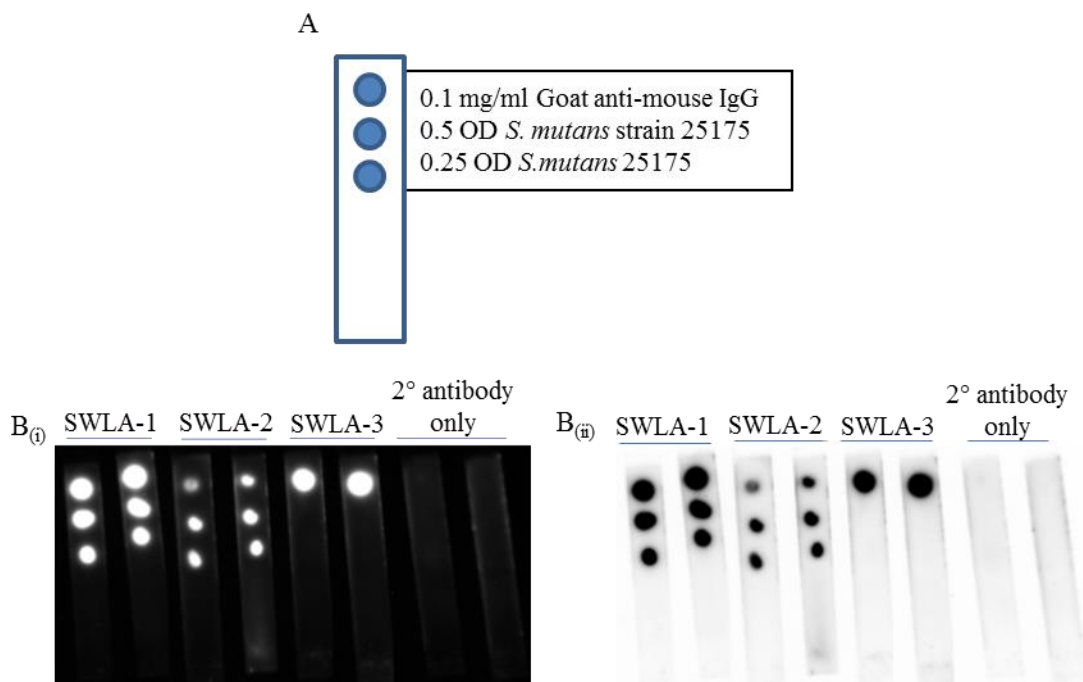 A
0.1 mg/ml Goat anti-mouse IgG
0.5 OD S. mutans strain 25175
0.25 OD S.mutans 25175
B(i)
SWLA-1
SWLA-2
SWLA-3
2° antibody
only
B(ii)
SWLA-1
SWLA-2
SWLA-3
2° antibody
only